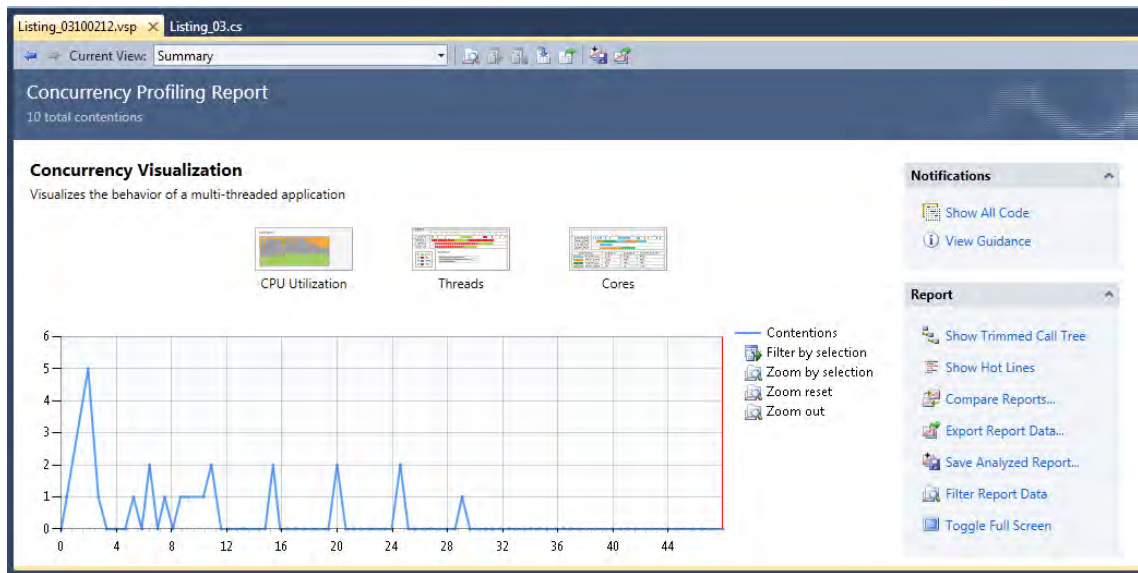 Listing_03100212.vsp × Listing_03.cs
Current View: Summary
Concurrency Profiling Report
10 total contentions
Concurrency Visualization
Visualizes the behavior of a multi-threaded application
CPU Utilization Threads Cores
6
5
4
3
2
1
0
0 4 8 12 16 20 24 28 32 36 40 44
Contentions
Filter by selection
Zoom by selection
Zoom reset
Zoom out
Notifications
Show All Code
View Guidance
Report
Show Trimmed Call Tree
Show Hot Lines
Compare Reports...
Export Report Data...
Save Analyzed Report...
Filter Report Data
Toggle Full Screen